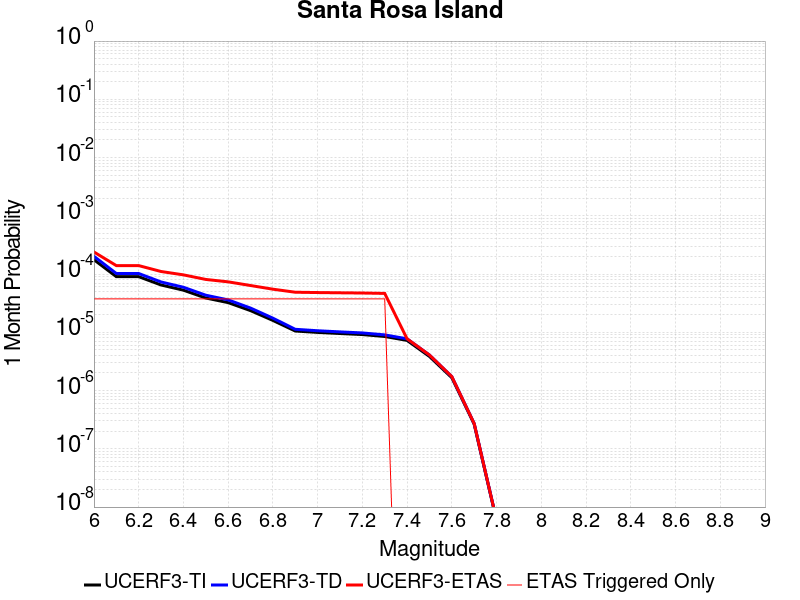 Santa Rosa Island
10^0
10^-1
10^-2
10^-3
10^-4
10^-5
10^-6
10^-7
10^-8
1 Month Probability
6 6.2 6.4 6.6 6.8 7 7.2 7.4 7.6 7.8 8 8.2 8.4 8.6 8.8 9
Magnitude
UCERF3-TI UCERF3-TD UCERF3-ETAS ETAS Triggered Only